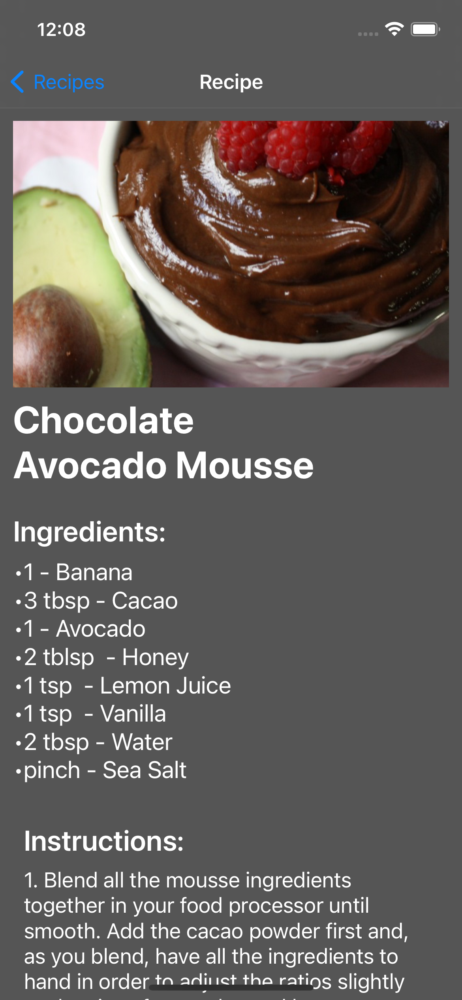 12:08
Recipes
Recipe
Chocolate
Avocado Mousse
Ingredients:
•1 - Banana
•3 tbsp - Cacao
•1 - Avocado
•2 tblsp  - Honey
•1 tsp  - Lemon Juice
•1 tsp  - Vanilla
•2 tbsp - Water
•pinch - Sea Salt
Instructions:
1. Blend all the mousse ingredients
together in your food processor until
smooth. Add the cacao powder first and,
as you blend, have all the ingredients to
hand in order to adjust the ratios slightly